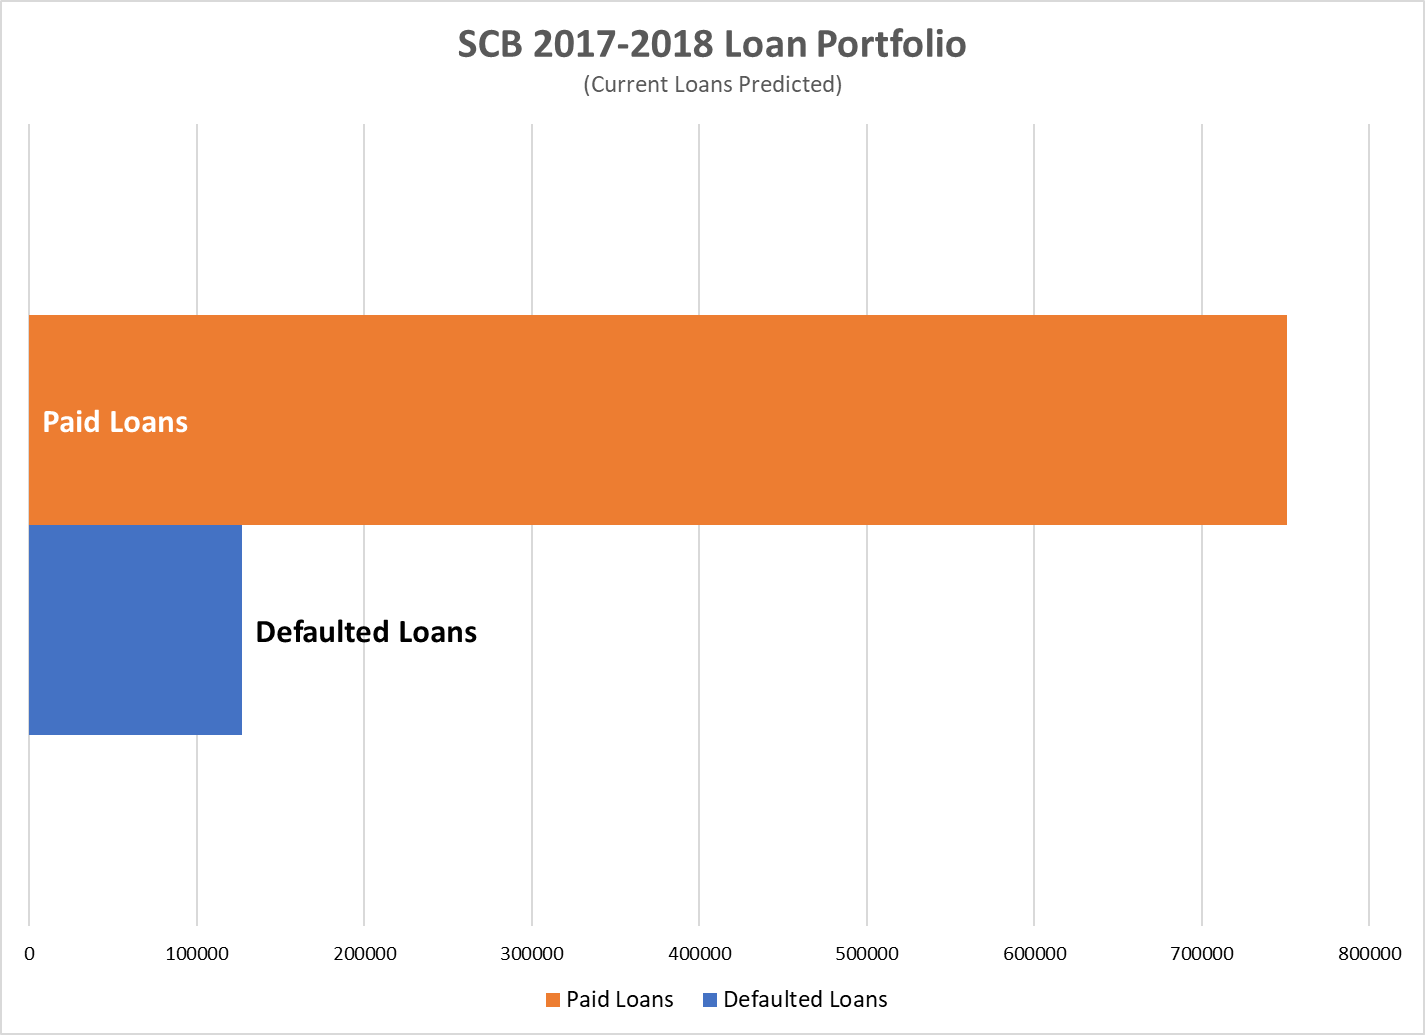 SCB 2017-2018 Loan Portfolio
(Current Loans Predicted)
Paid Loans
Defaulted Loans
0 100000 200000 300000 400000 500000 600000 700000 800000
Paid Loans Defaulted Loans